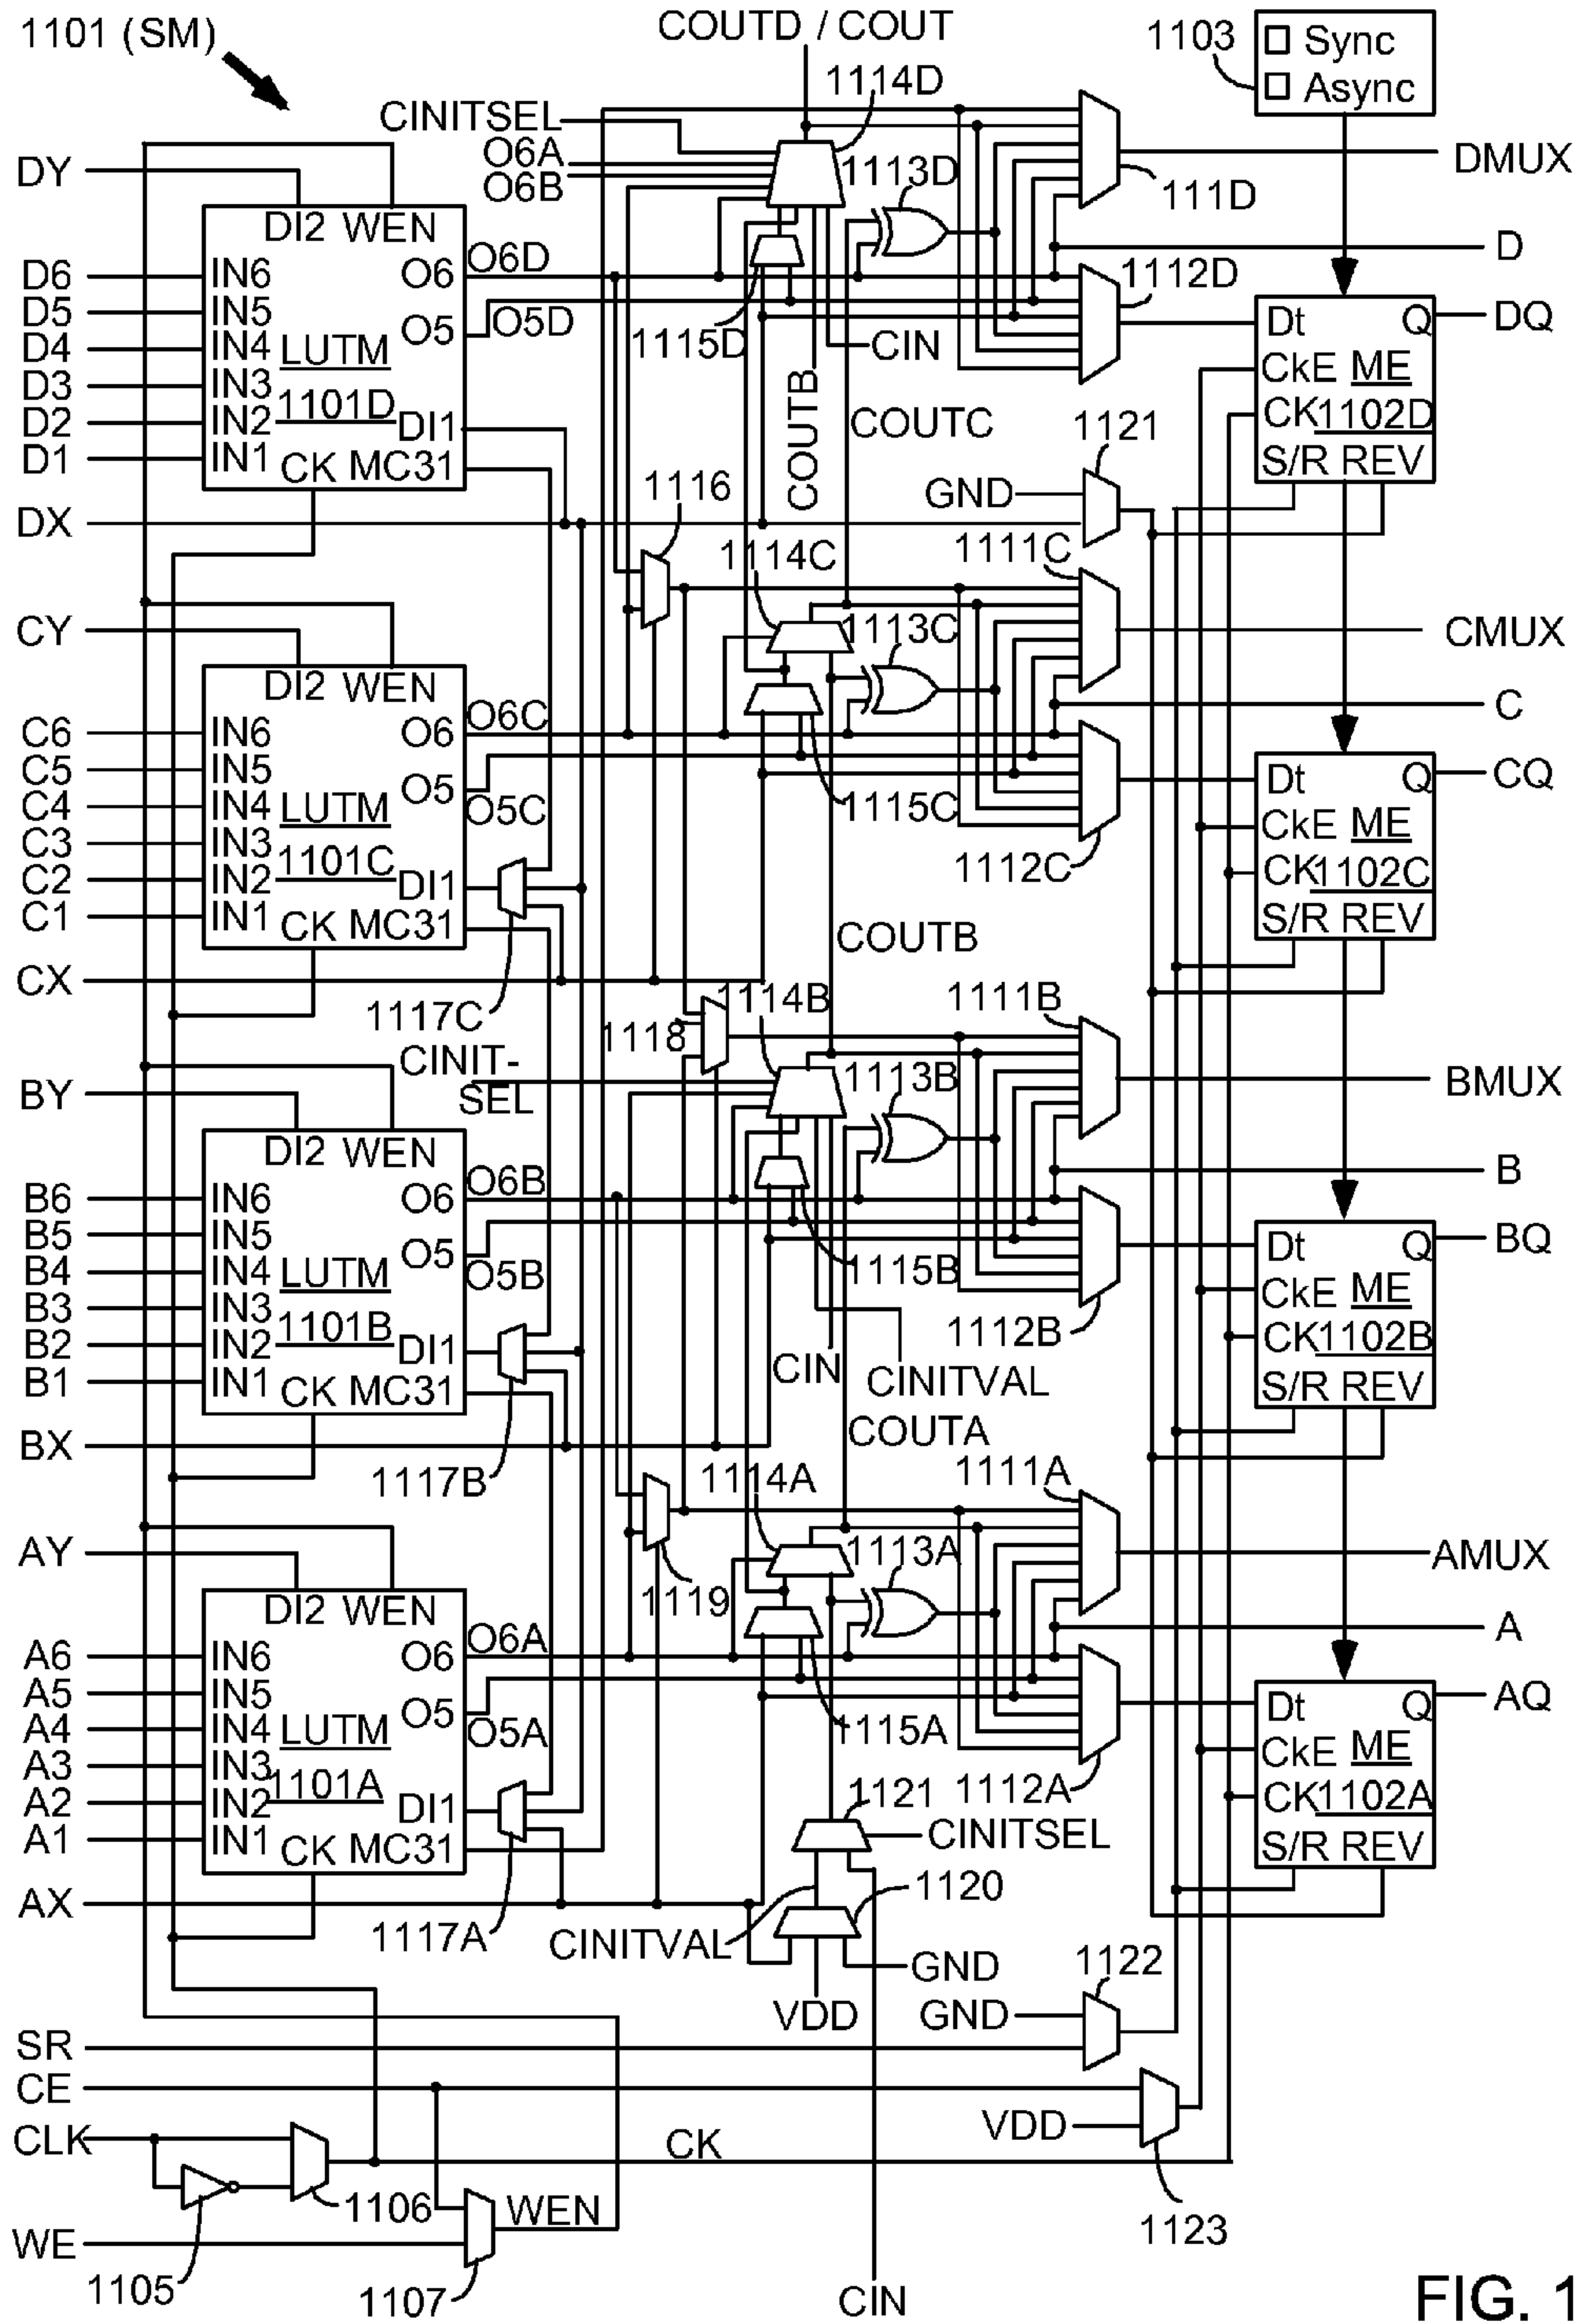 1101 (SM)
COUTD / COUT
1103
Sync
Async
1114D
CINITSEL
O6A
O6B
1113D
DMUX
111D
DY
DI2 WEN
D6 IN6 O6 O6D
D5 IN5
D4 IN4 LUTM O5 O5D
D3 IN3
D2 IN2 1101D DI1
D1 IN1 CK MC31
D
1112D
1115D
CIN
COUTB
COUTC
Dt Q DQ
CkE ME
CK 1102D
S/R REV
1121
GND
DX
1116
1114C
1111C
1113C
CMUX
CY
DI2 WEN
C6 IN6 O6 O6C
C5 IN5
C4 IN4 LUTM O5 O5C
C3 IN3
C2 IN2 1101C DI1
C1 IN1 CK MC31
C
1115C
1112C
Dt Q CQ
CkE ME
CK 1102C
S/R REV
COUTB
CX
1117C
1118
1114B
1111B
CINIT-
SEL
1113B
BMUX
BY
DI2 WEN
B6 IN6 O6 O6B
B5 IN5
B4 IN4 LUTM O5 O5B
B3 IN3
B2 IN2 1101B DI1
B1 IN1 CK MC31
B
1115B
1112B
CIN
CINITVAL
COUTA
Dt Q BQ
CkE ME
CK 1102B
S/R REV
BX
1117B
1114A
1111A
1113A
AMUX
1119
AY
DI2 WEN
A6 IN6 O6 O6A
A5 IN5
A4 IN4 LUTM O5 O5A
A3 IN3
A2 IN2 1101A DI1
A1 IN1 CK MC31
A
1115A
1112A
Dt Q AQ
CkE ME
CK 1102A
S/R REV
1121
CINITSEL
1120
AX
1117A
CINITVAL
GND
VDD
1122
GND
SR
CE
VDD
CLK
CK
1106
WEN
1123
WE
1105
1107
CIN
FIG. 1